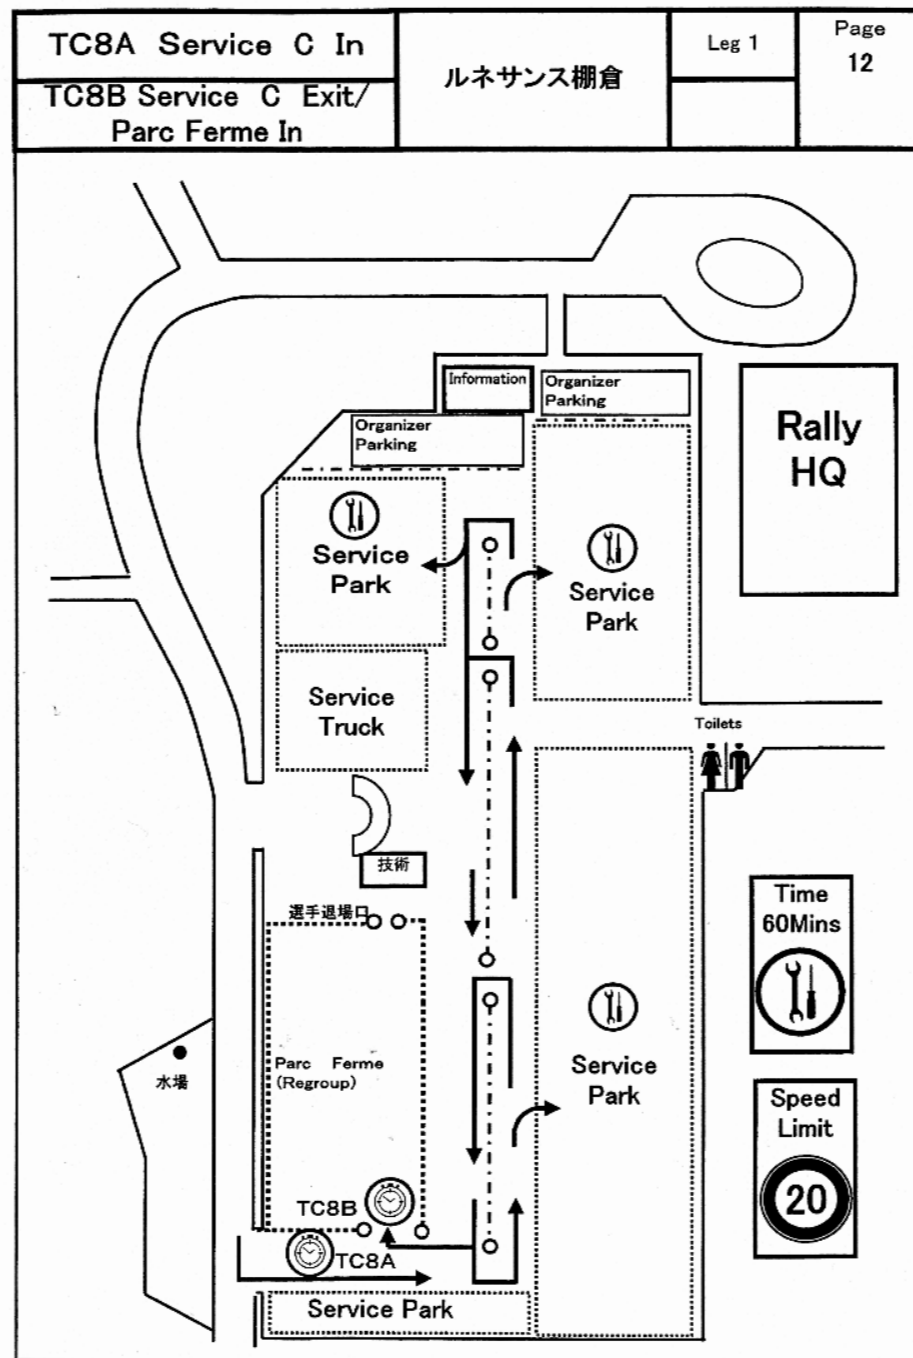 TC8A Service C In
TC8B Service C Exit/
Parc Ferme In
ルネサンス棚倉
Leg 1
Page
12
Information
Organizer
Parking
Organizer
Parking
Rally
HQ
Service
Park
Service
Park
Service
Truck
Toilets
技術
選手退場口
Time
60Mins
Parc Ferme
(Regroup)
水場
Service
Park
Speed
Limit
20
TC8B
TC8A
Service Park